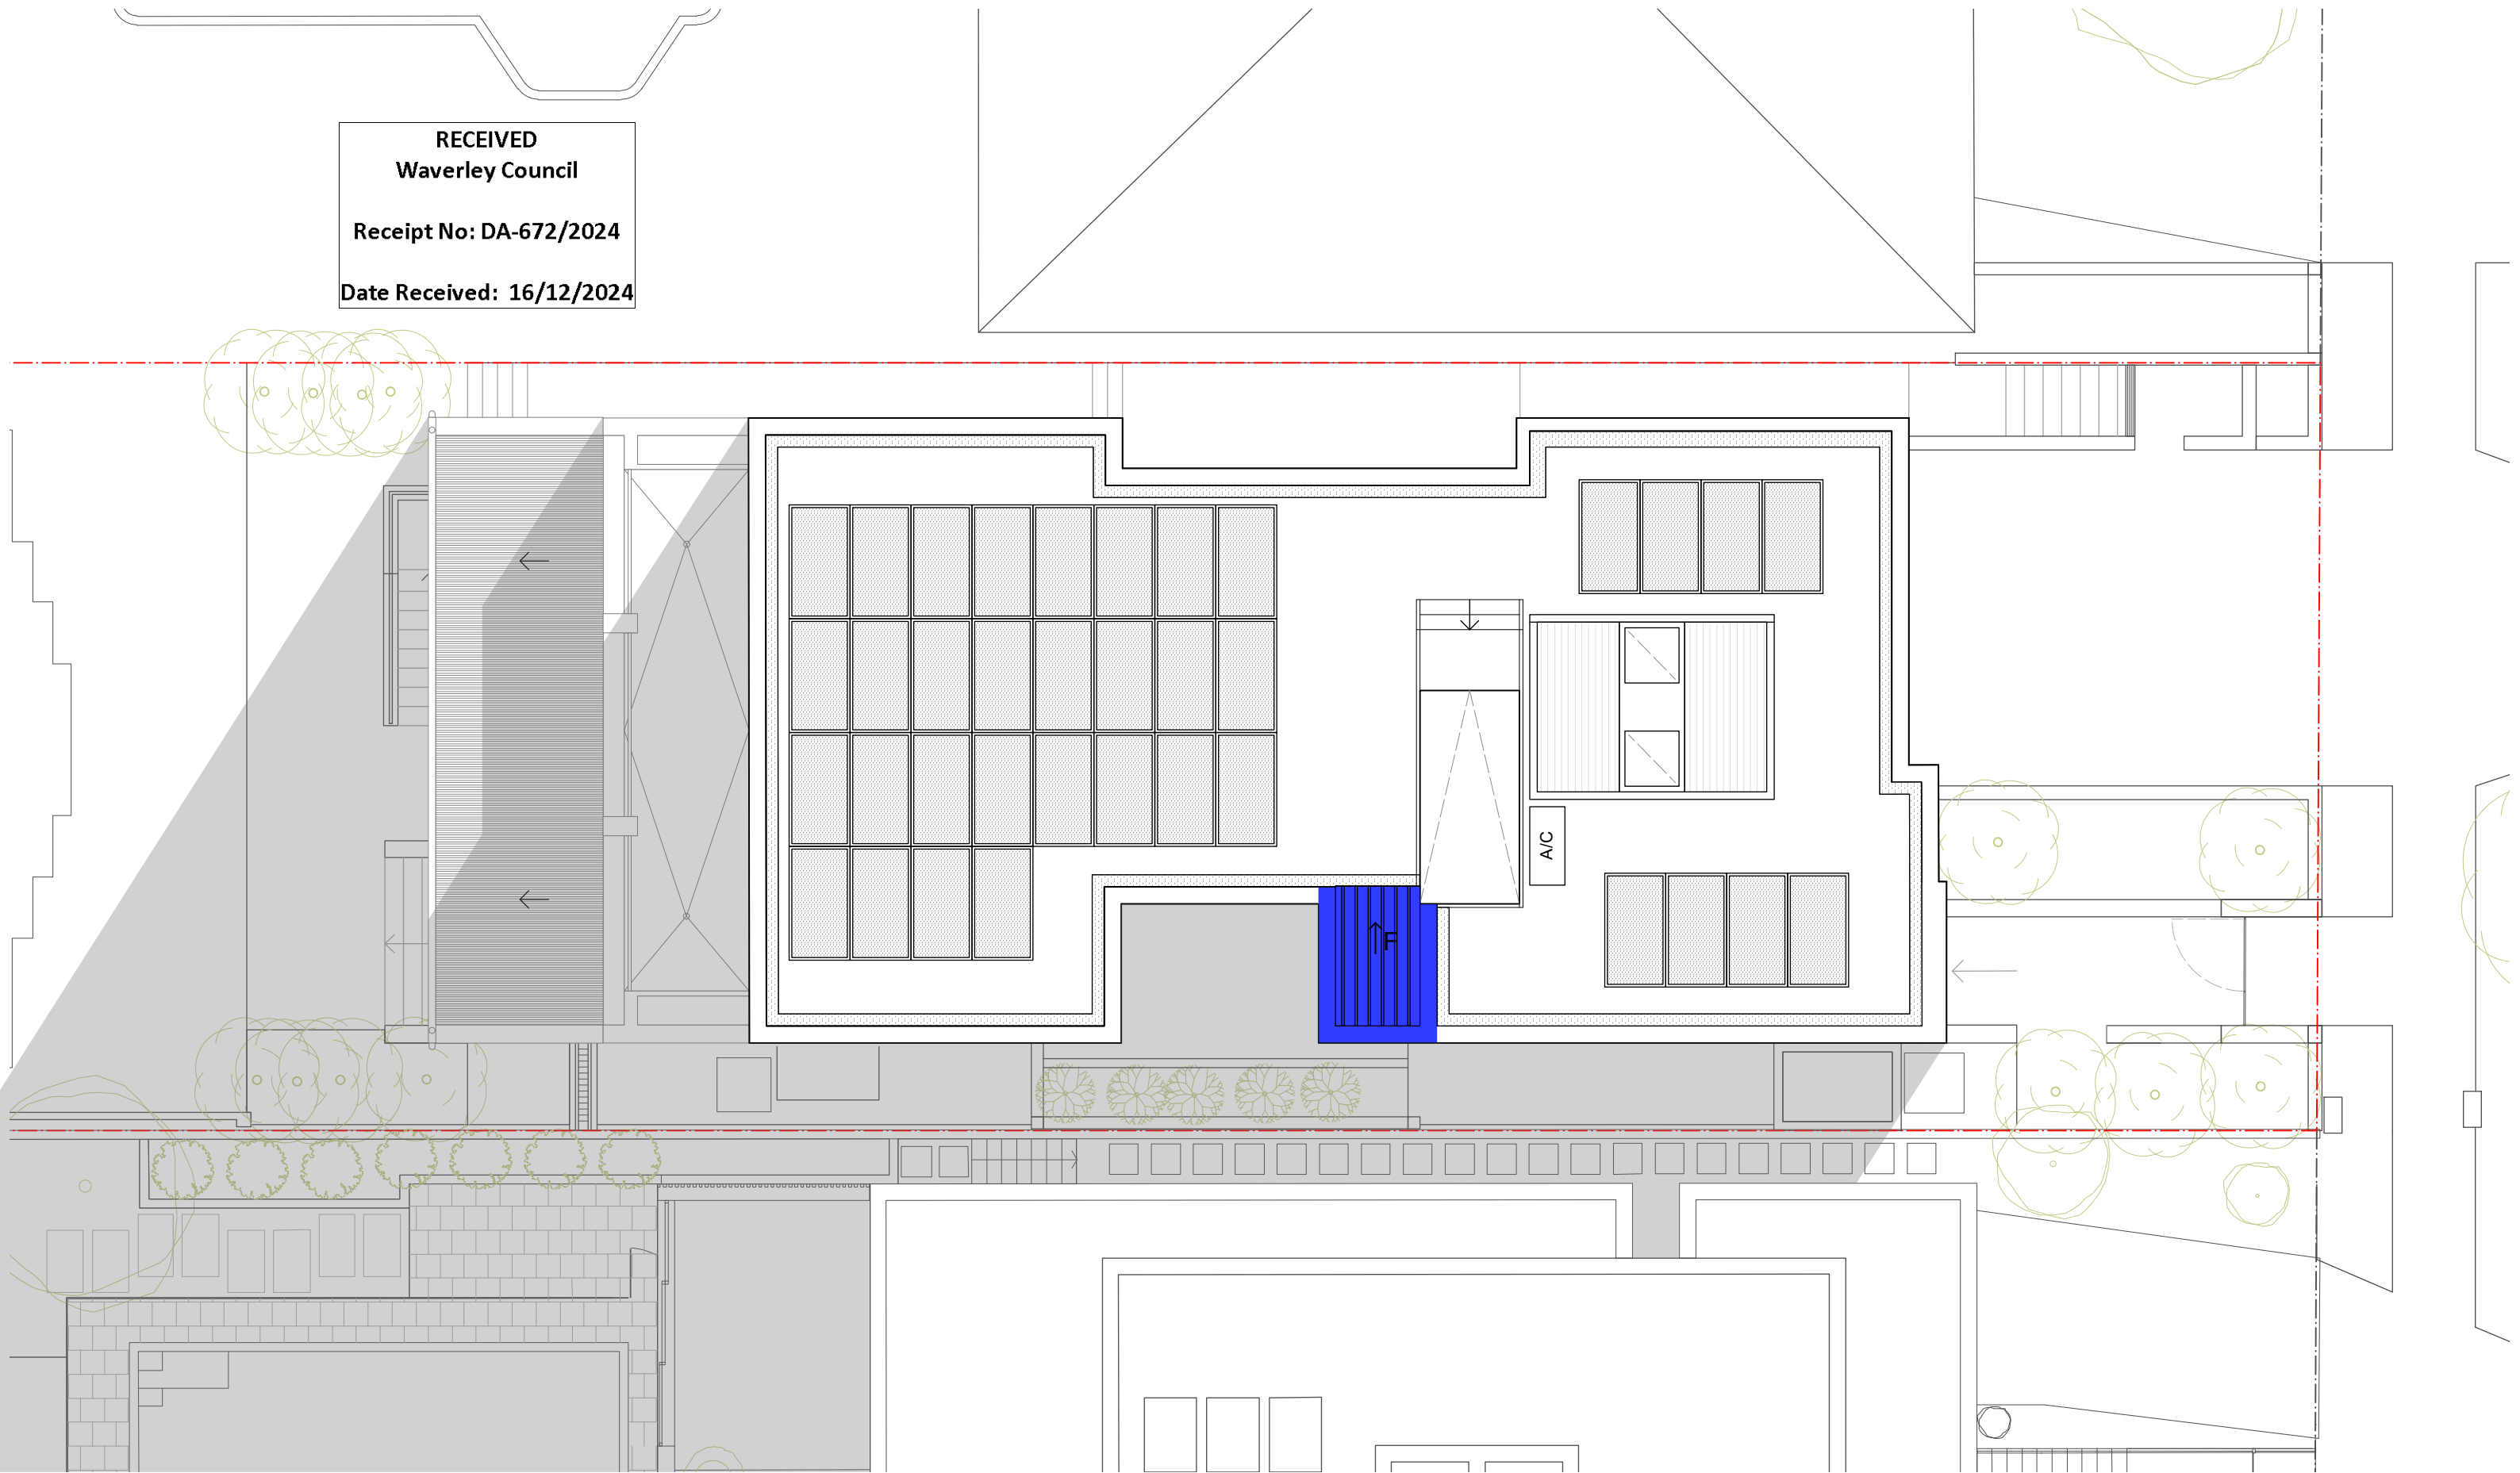 RECEIVED
Waverley Council
Receipt No: DA-672/2024
Date Received: 16/12/2024
A/C
F